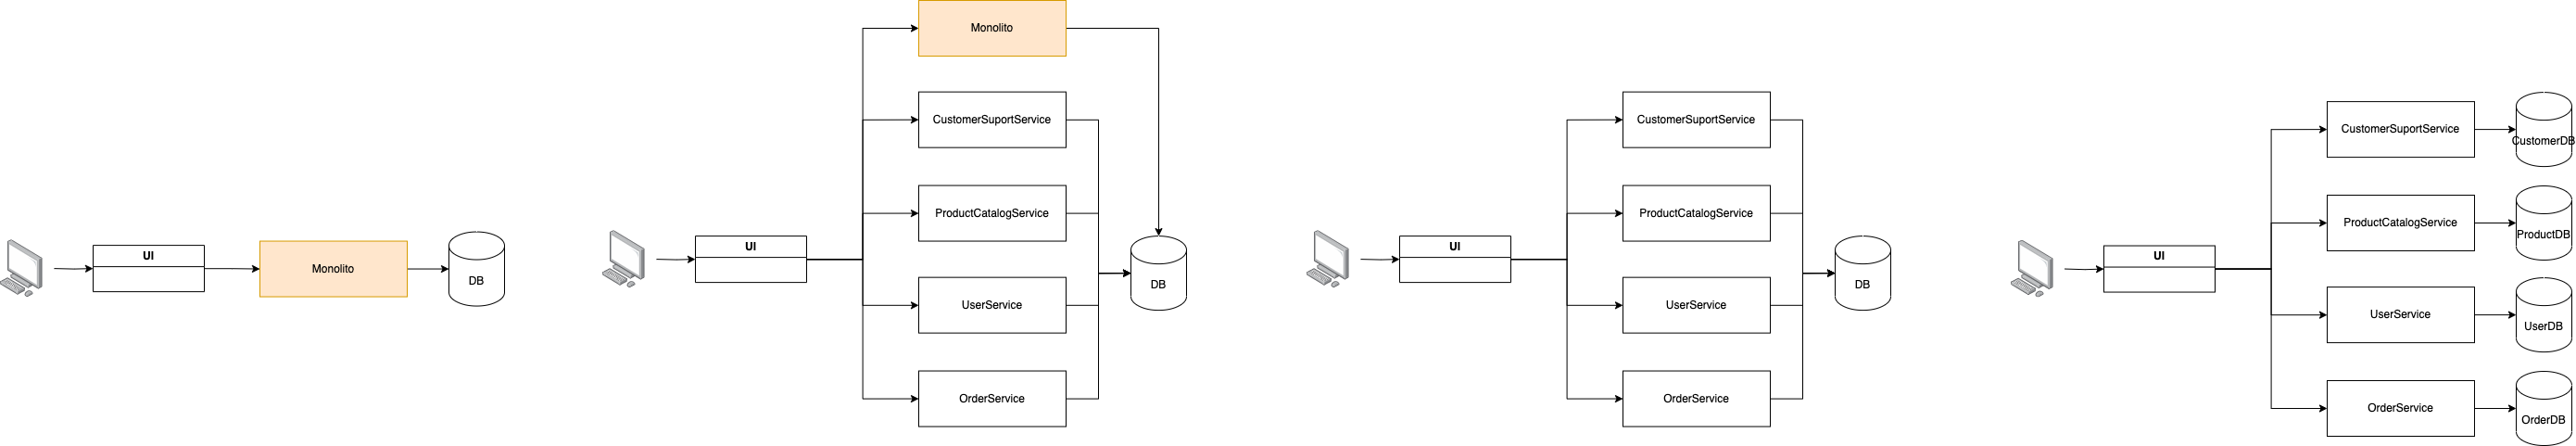 UI
Monolito
DB
Monolito
CustomerSuportService
ProductCatalogService
UI
UserService
OrderService
DB
CustomerSuportService
ProductCatalogService
UI
UserService
OrderService
DB
UI
CustomerSuportService
CustomerDB
ProductCatalogService
ProductDB
UserService
UserDB
OrderService
OrderDB